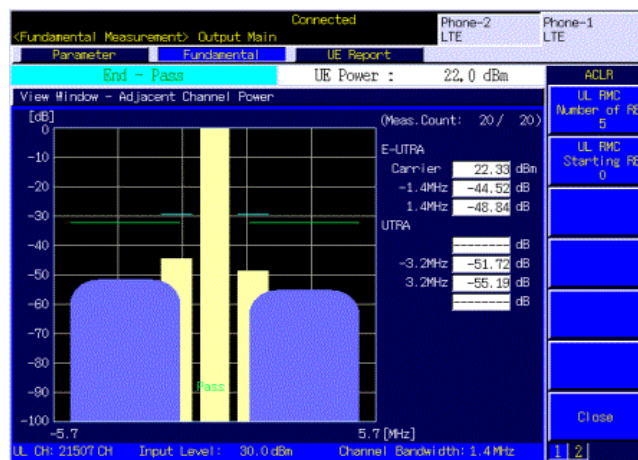 Connected
Phone-2
LTE
Phone-1
LTE
<Fundamental Measurement> Output Main
Parameter Fundamental UE Report
End - Pass UE Power : 22.0 dBm
ACLR
View Window - Adjacent Channel Power
UL RMC
Number of RB
5
UL RMC
Starting RB
0
Close
1 2
[dB]
0
-10
-20
-30
-40
-50
-60
-70
-80
-90
-100
Pass
-5.7 5.7[MHz]
(Meas.Count: 20/ 20)
E-UTRA
Carrier 22.33 dBm
-1.4MHz -44.52 dB
1.4MHz -48.84 dB
UTRA
------- dB
-3.2MHz -51.72 dB
3.2MHz -55.19 dB
------- dB
UL CH: 21507 CH Input Level: 30.0 dBm Channel Bandwidth: 1.4 MHz